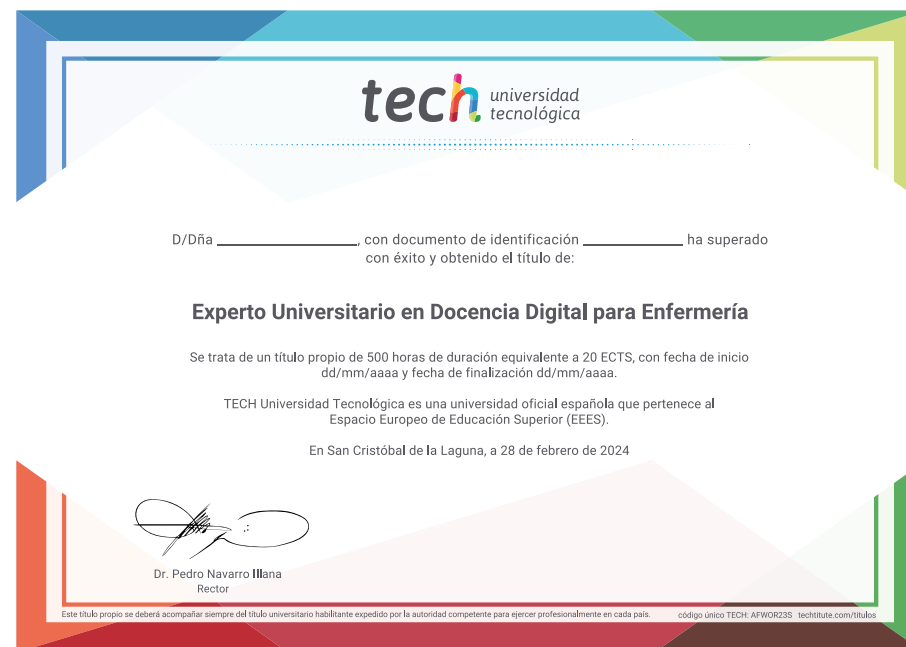 tech universidad
tecnológica
D/Dña ____________________, con documento de identificación ______________ ha superado
con éxito y obtenido el título de:
Experto Universitario en Docencia Digital para Enfermería
Se trata de un título propio de 500 horas de duración equivalente a 20 ECTS, con fecha de inicio
dd/mm/aaaa y fecha de finalización dd/mm/aaaa.
TECH Universidad Tecnológica es una universidad oficial española que pertenece al
Espacio Europeo de Educación Superior (EEES).
En San Cristóbal de la Laguna, a 28 de febrero de 2024
Dr. Pedro Navarro Illana
Rector
Este título propio se deberá acompañar siempre del título universitario habilitante expedido por la autoridad competente para ejercer profesionalmente en cada país. código único TECH: AFWOR23S techtitute.com/titulos